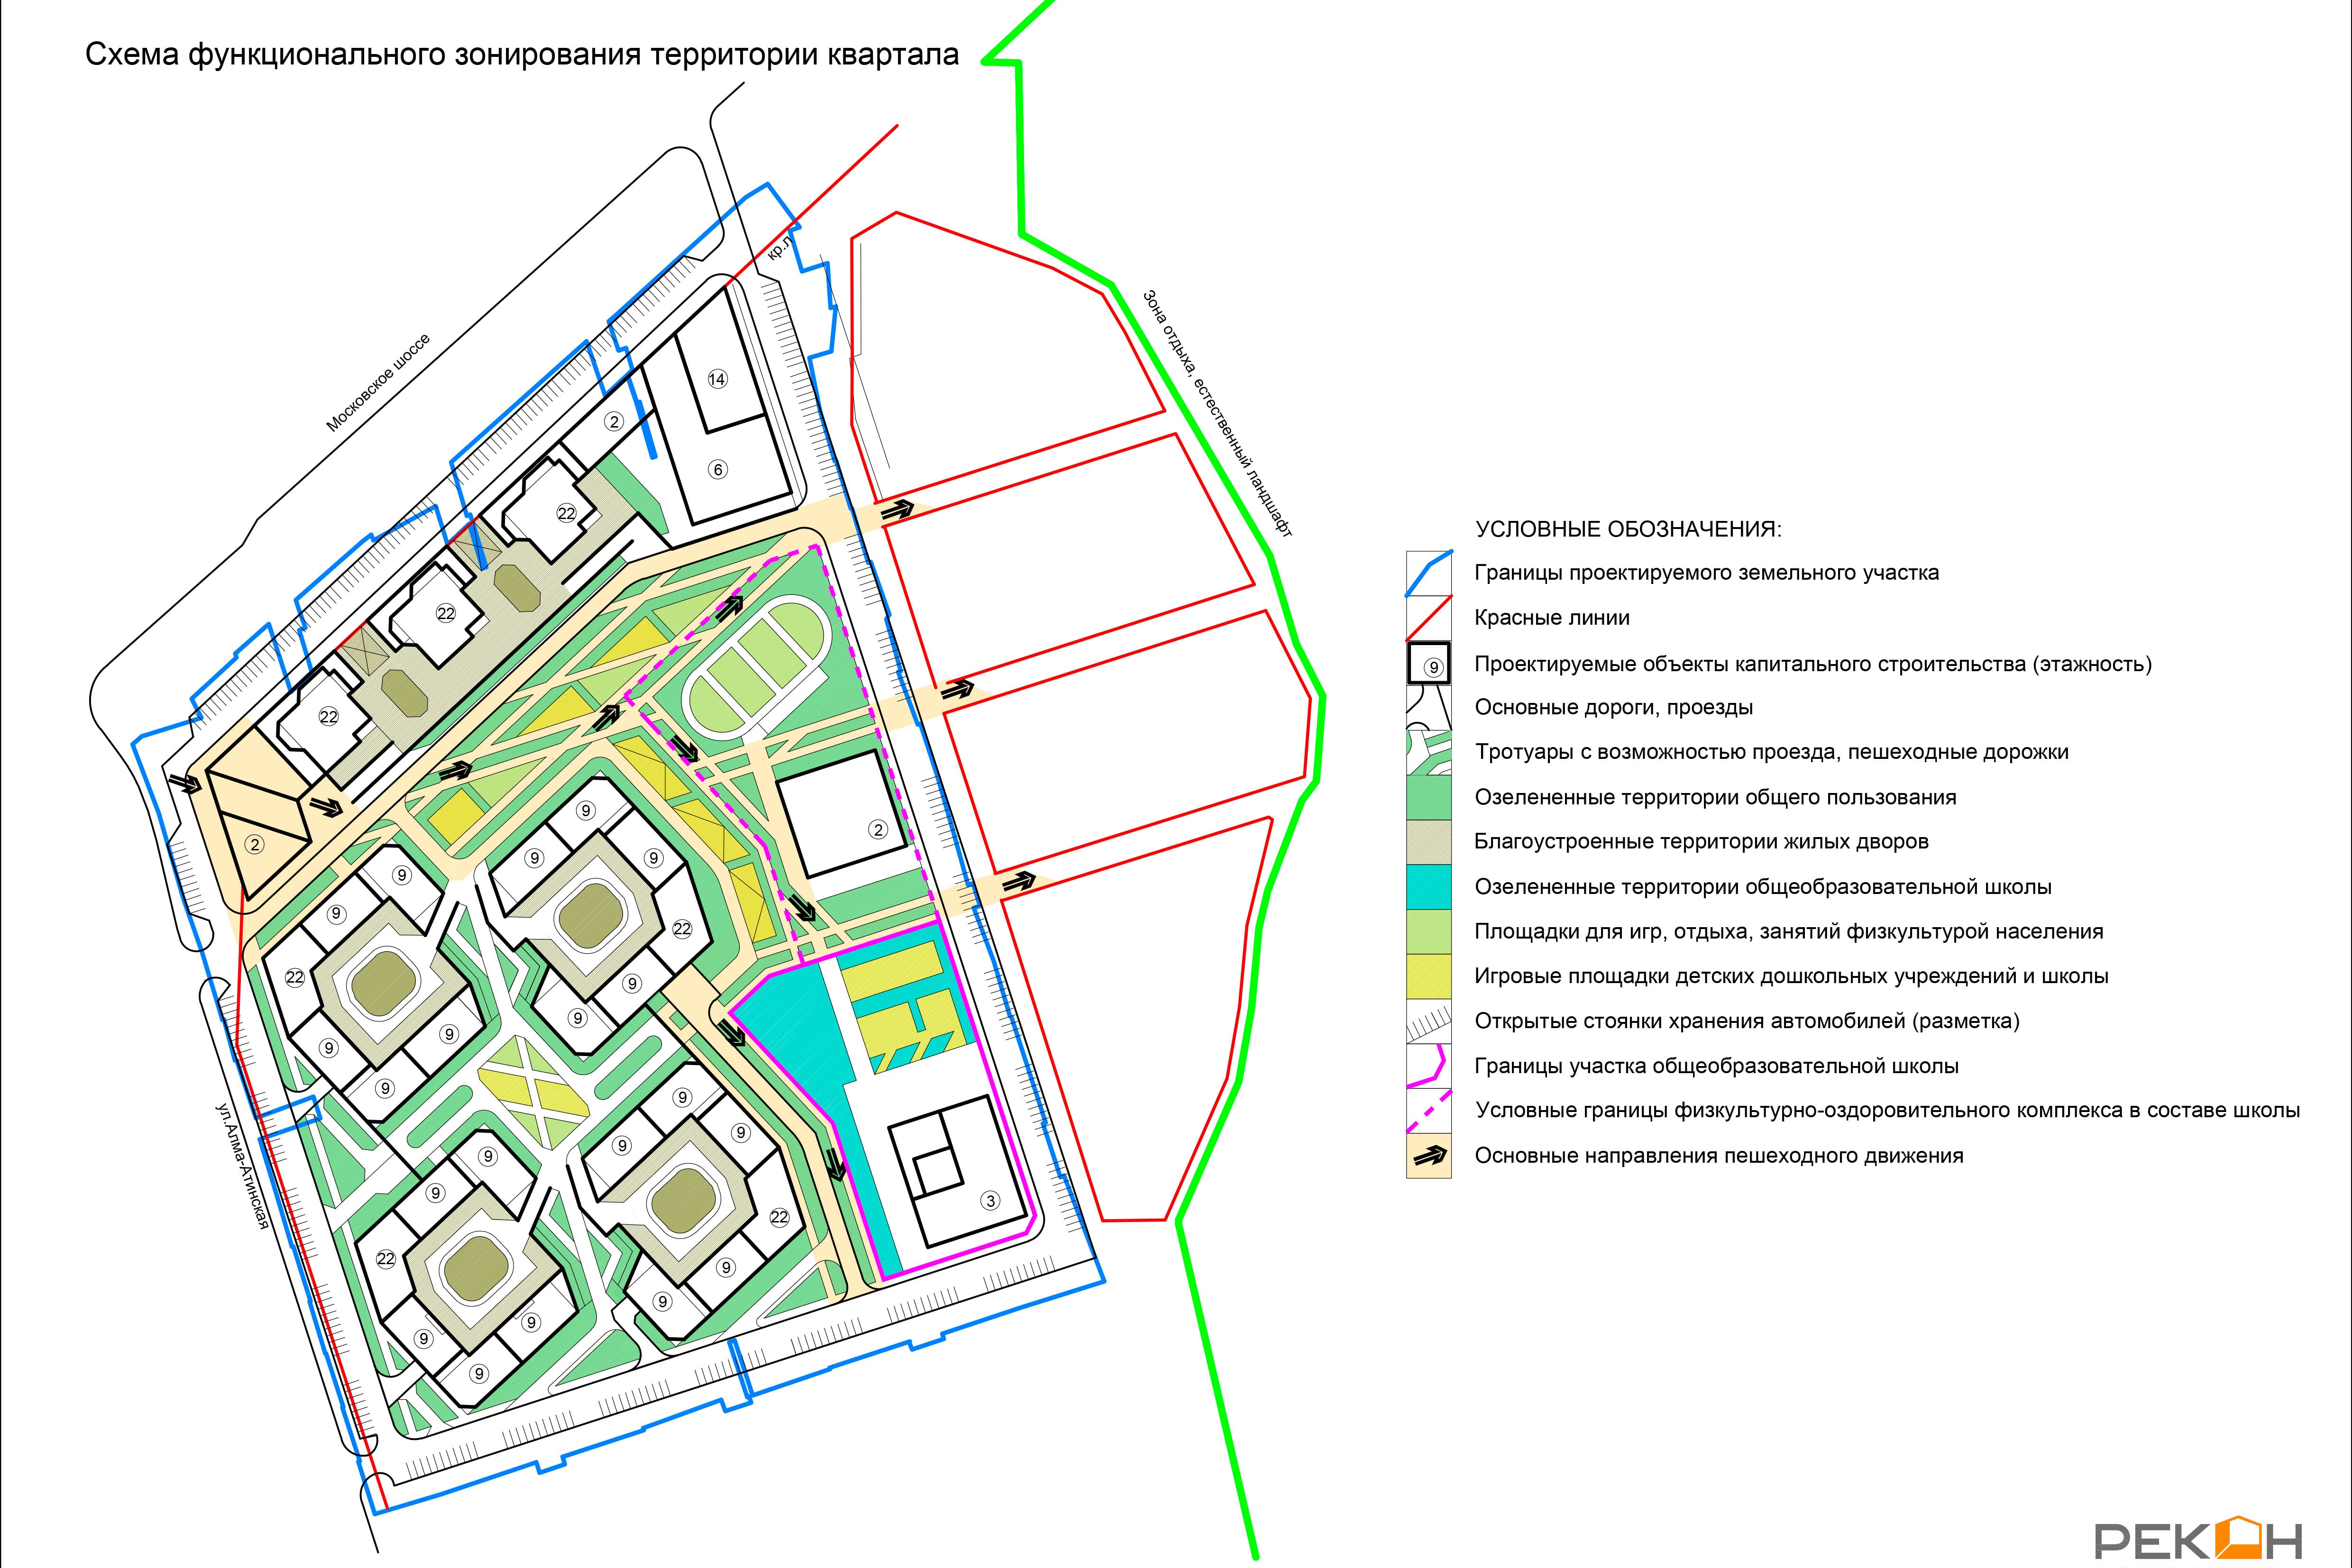 Схема функционального зонирования территории квартала
кр.л
Московское шоссе
Зона отдыха, естественный ландшафт
14
2
6
22
22
22
2
2
9
9
9
22
9
9
9
9
22
9
9
9
9
9
9
22
9
9
9
9
22
9
9
9
3
ул.Алма-Атинская
УСЛОВНЫЕ ОБОЗНАЧЕНИЯ:
Границы проектируемого земельного участка
Красные линии
9
Проектируемые объекты капитального строительства (этажность)
Основные дороги, проезды
Тротуары с возможностью проезда, пешеходные дорожки
Озелененные территории общего пользования
Благоустроенные территории жилых дворов
Озелененные территории общеобразовательной школы
Площадки для игр, отдыха, занятий физкультурой населения
Игровые площадки детских дошкольных учреждений и школы
Открытые стоянки хранения автомобилей (разметка)
Границы участка общеобразовательной школы
Условные границы физкультурно-оздоровительного комплекса в составе школы
Основные направления пешеходного движения
РЕКОН